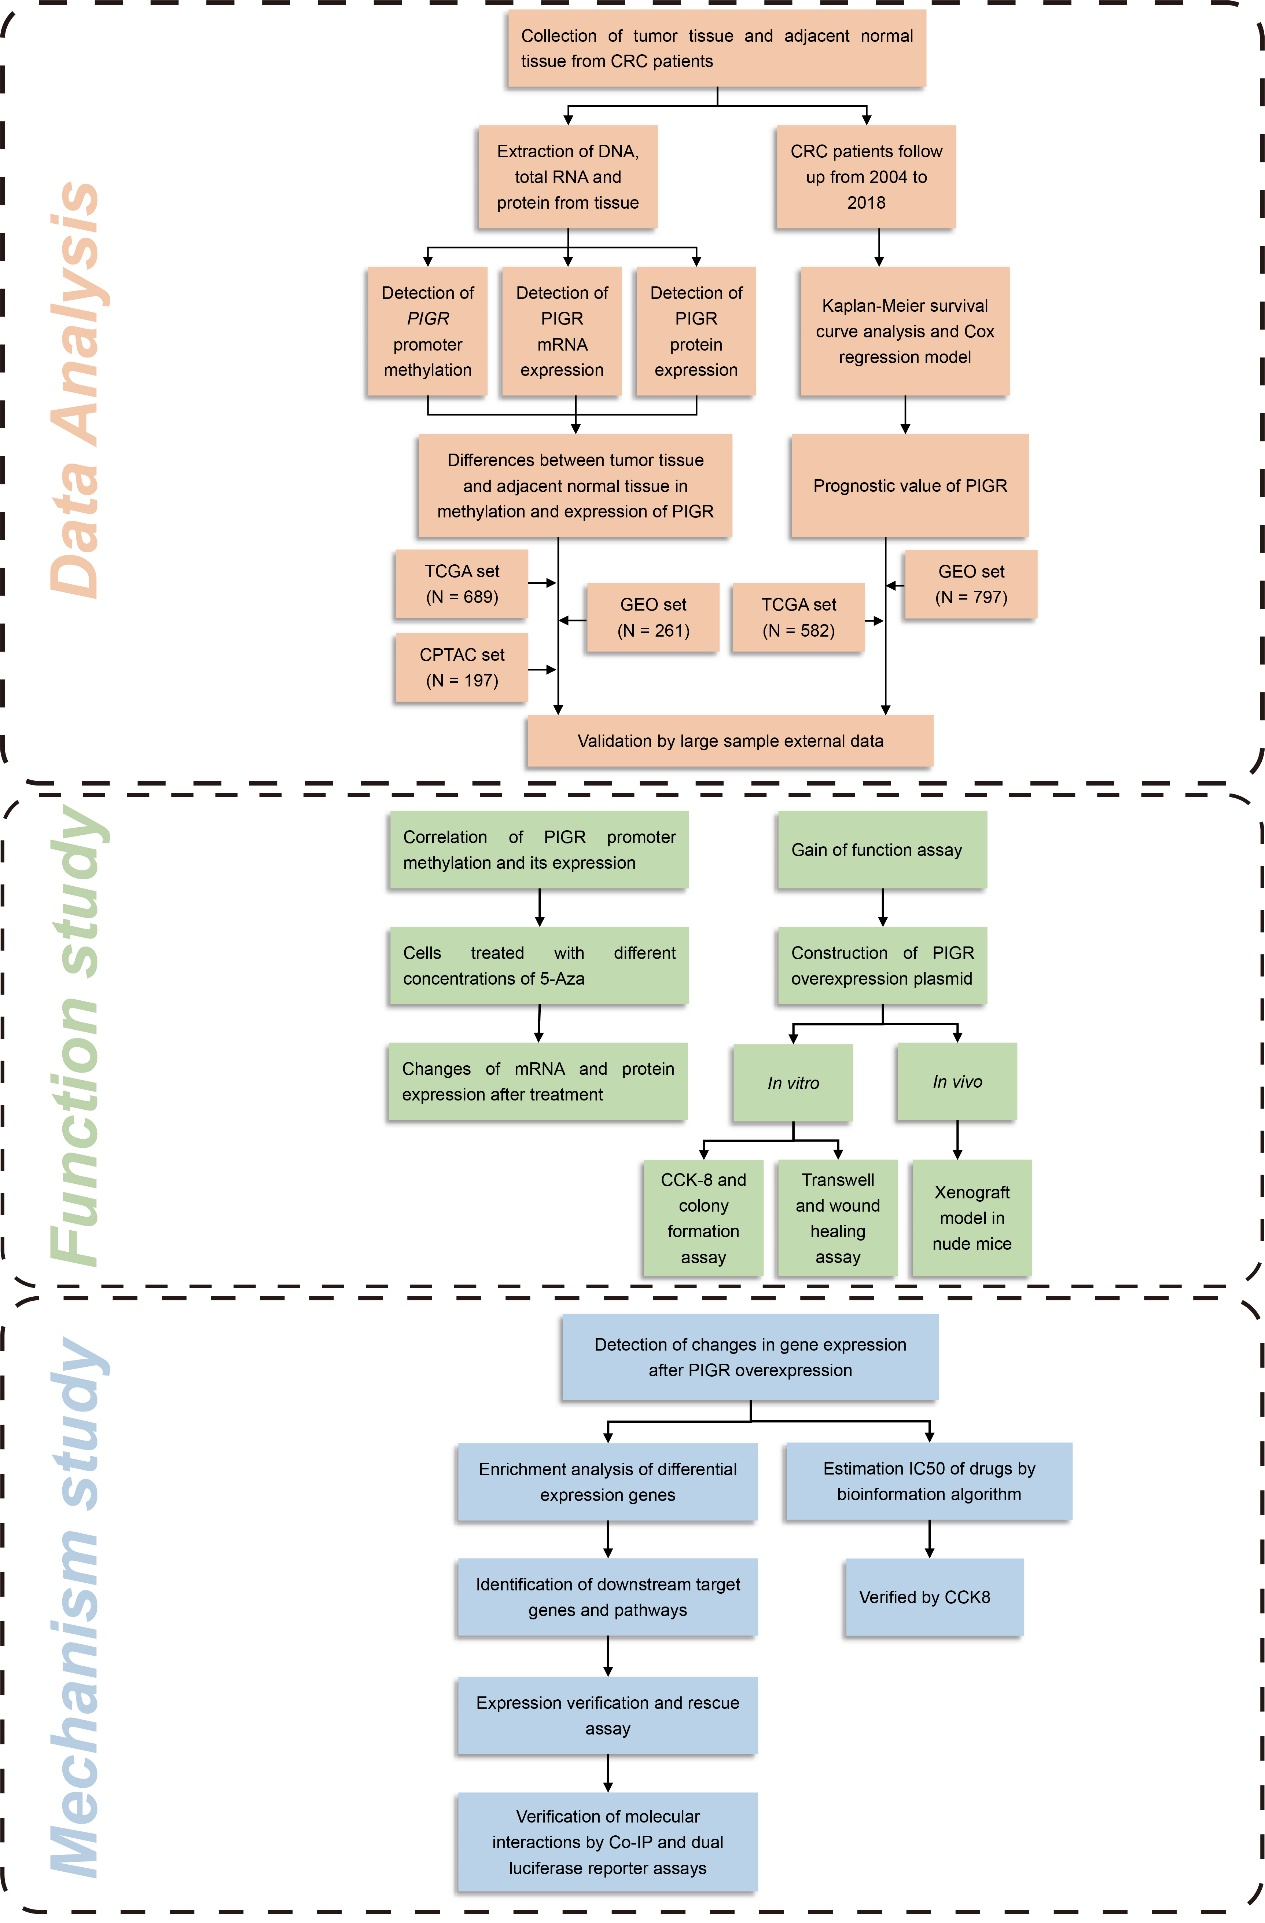 Data Analysis
Collection of tumor tissue and adjacent normal
tissue from CRC patients
Extraction of DNA,
total RNA and
protein from tissue
CRC patients follow
up from 2004 to
2018
Detection of
PIGR
promoter
methylation
Detection of
PIGR
mRNA
expression
Detection of
PIGR
protein
expression
Kaplan-Meier survival
curve analysis and Cox
regression model
Differences between tumor tissue
and adjacent normal tissue in
methylation and expression of PIGR
Prognostic value of PIGR
TCGA set
(N = 689)
GEO set
(N = 261)
CPTAC set
(N = 197)
TCGA set
(N = 582)
GEO set
(N = 797)
Validation by large sample external data
Function study
Correlation of PIGR promoter
methylation and its expression
Cells treated with different
concentrations of 5-Aza
Changes of mRNA and protein
expression after treatment
Gain of function assay
Construction of PIGR
overexpression plasmid
In vitro
In vivo
CCK-8 and
colony
formation
assay
Transwell
and wound
healing
assay
Xenograft
model in
nude mice
Mechanism study
Detection of changes in gene expression
after PIGR overexpression
Enrichment analysis of differential
expression genes
Identification of downstream target
genes and pathways
Expression verification and rescue
assay
Verification of molecular
interactions by Co-IP and dual
luciferase reporter assays
Estimation IC50 of drugs by
bioinformation algorithm
Verified by CCK8